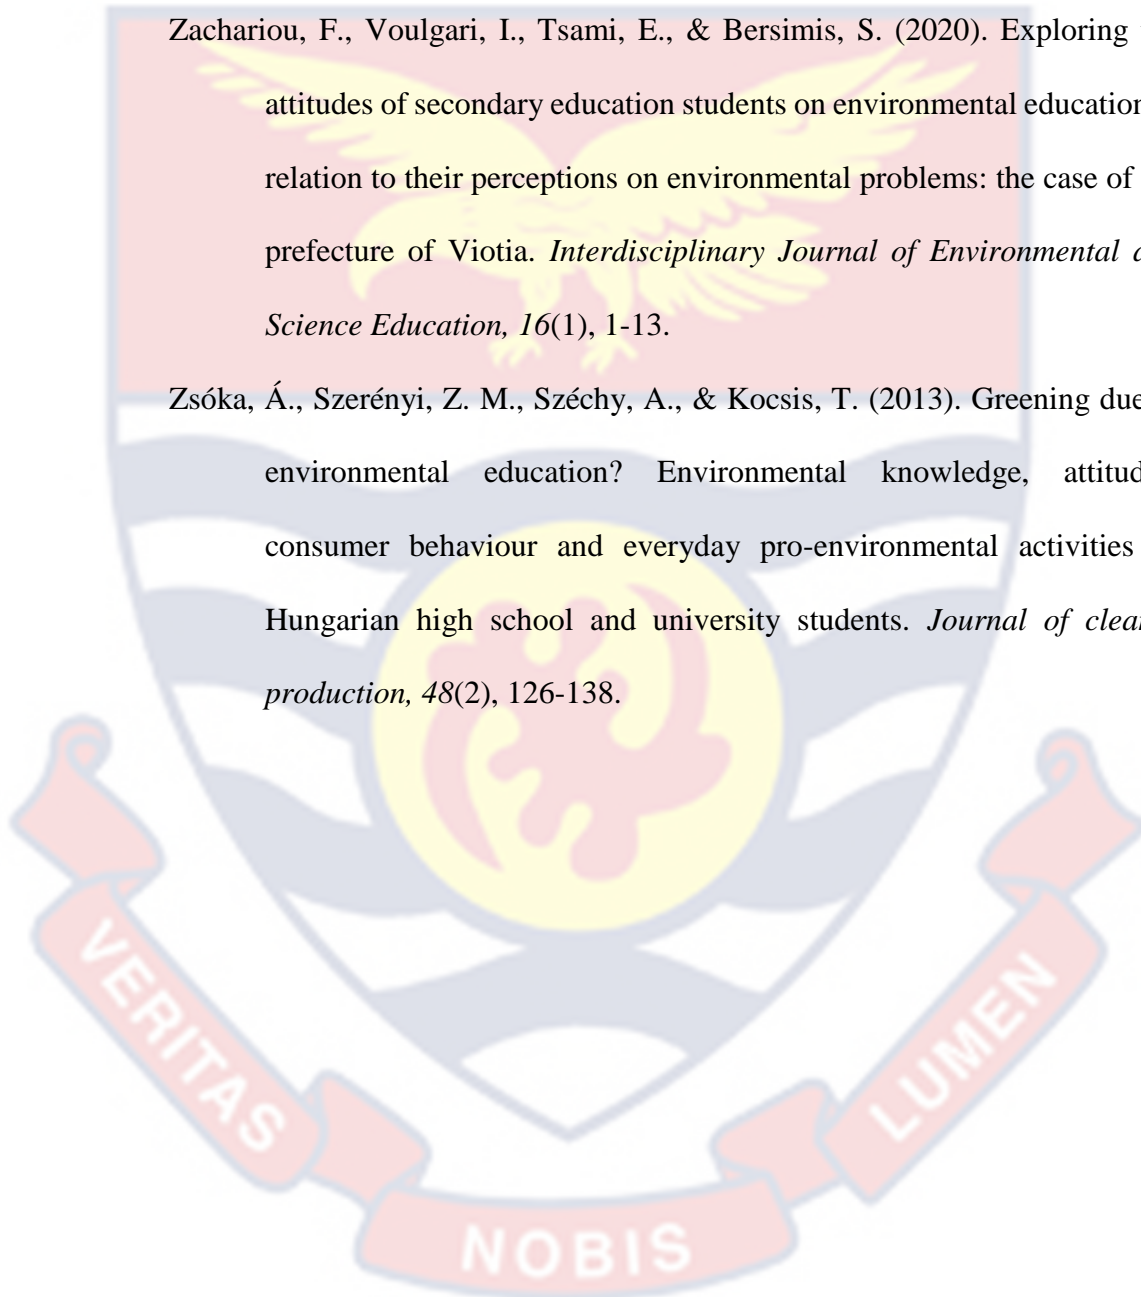 Zachariou, F., Voulgari, I., Tsami, E., & Bersimis, S. (2020). Exploring
attitudes of secondary education students on environmental education
relation to their perceptions on environmental problems: the case of
prefecture of Viotia. Interdisciplinary Journal of Environmental
Science Education, 16(1), 1-13.
Zsóka, Á., Szerényi, Z. M., Széchy, A., & Kocsis, T. (2013). Greening due
environmental education? Environmental knowledge, attitud
consumer behaviour and everyday pro-environmental activities
Hungarian high school and university students. Journal of clean
production, 48(2), 126-138.
VERITAS
NOBIS
LUMEN